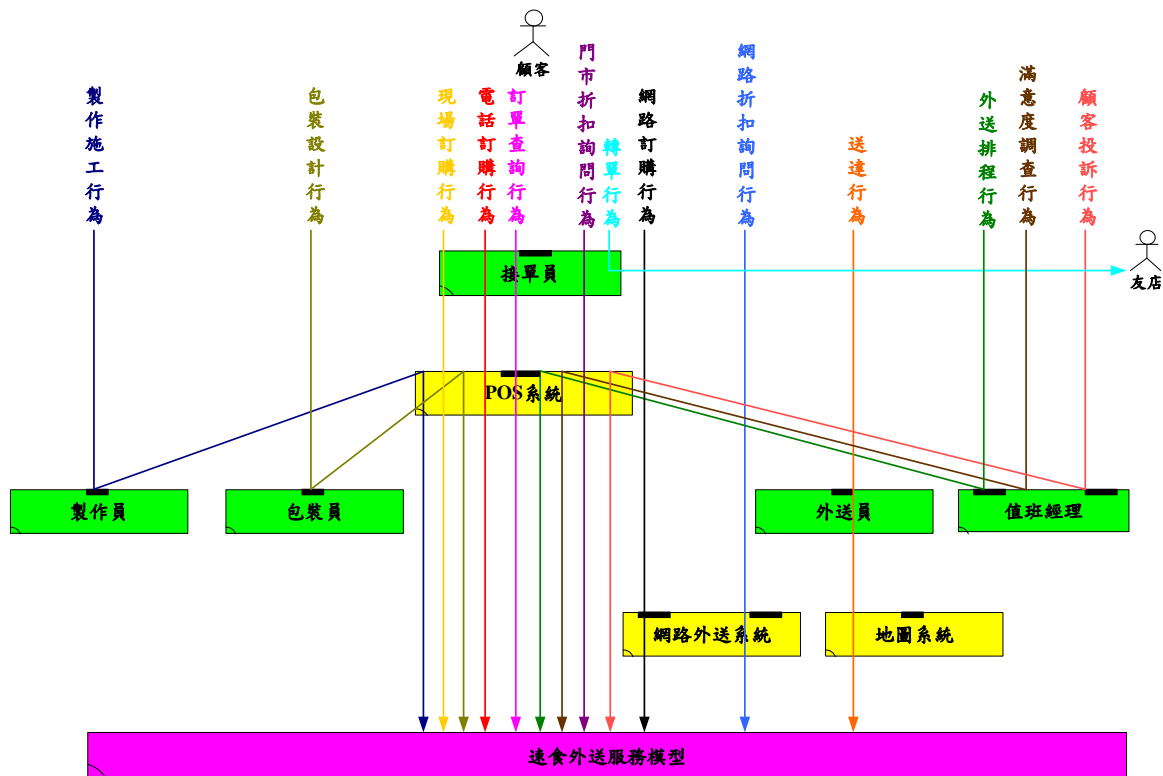 顧客
製作施工行為
包裝設計行為
現場訂購行為
電話訂購行為
訂單查詢行為
門市折扣詢問行為
轉單行為
網路訂購行為
網路折扣詢問行為
送達行為
外送排程行為
滿意度調查行為
顧客投訴行為
接單員
友店
POS系統
製作員
包裝員
外送員
值班經理
網路外送系統
地圖系統
速食外送服務模型